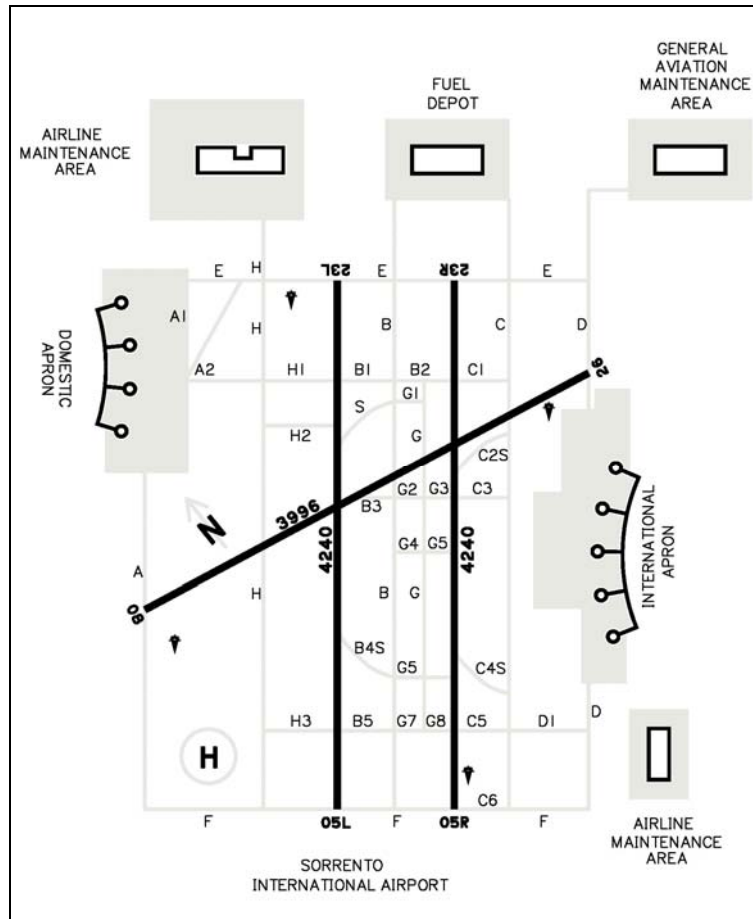 GENERAL
AVIATION
MAINTENANCE
AREA
FUEL
DEPOT
AIRLINE
MAINTENANCE
AREA
E
H
23L
E
23R
E
A1
H
B
C
D
DOMESTIC
APRON
A2
H1
B1
B2
C1
26
G1
S
H2
G
C2S
G2
G3
C3
B3
3996
N
4240
G4
G5
4240
INTERNATIONAL
APRON
A
H
B
G
08
B4S
G5
C4S
H3
B5
G7
G8
C5
D1
D
H
C6
F
05L
F
05R
F
AIRLINE
MAINTENANCE
AREA
SORRENTO
INTERNATIONAL AIRPORT